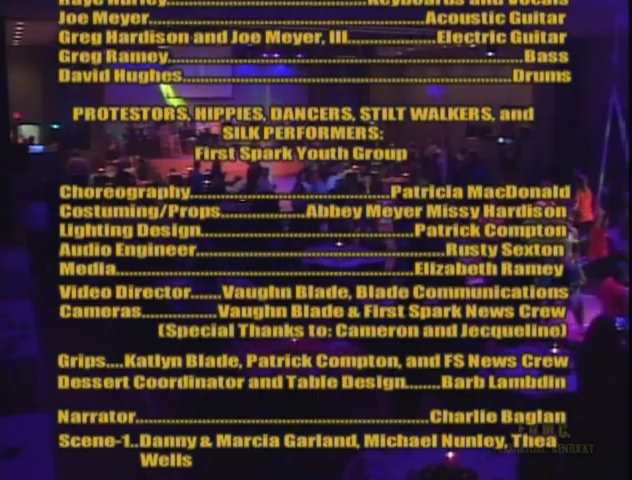 Joe Meyer..............................Acoustic Guitar
Greg Hardison and Joe Meyer, III................Electric Guitar
Greg Ramey..............................Bass
David Hughes..............................Drums
PROTESTORS, HIPPIES, DANCERS, STILT WALKERS, and
SILK PERFORMERS:
First Spark Youth Group
Choreography..............................Patricia MacDonald
Costuming/Props................Abbey Meyer Missy Hardison
Lighting Design..............................Patrick Compton
Audio Engineer..............................Rusty Sexton
Media..............................Elizabeth Ramey
Video Director.......Vaughn Blade, Blade Communications
Cameras...............Vaughn Blade & First Spark News Crew
(Special Thanks to: Cameron and Jecqueline)
Grips....Katlyn Blade, Patrick Compton, and FS News Crew
Dessert Coordinator and Table Design.......Barb Lambdin
Narrator..............................Charlie Baglan
Scene-1..Danny & Marcia Garland, Michael Nunley, Thea
Wells
KENTUCKY